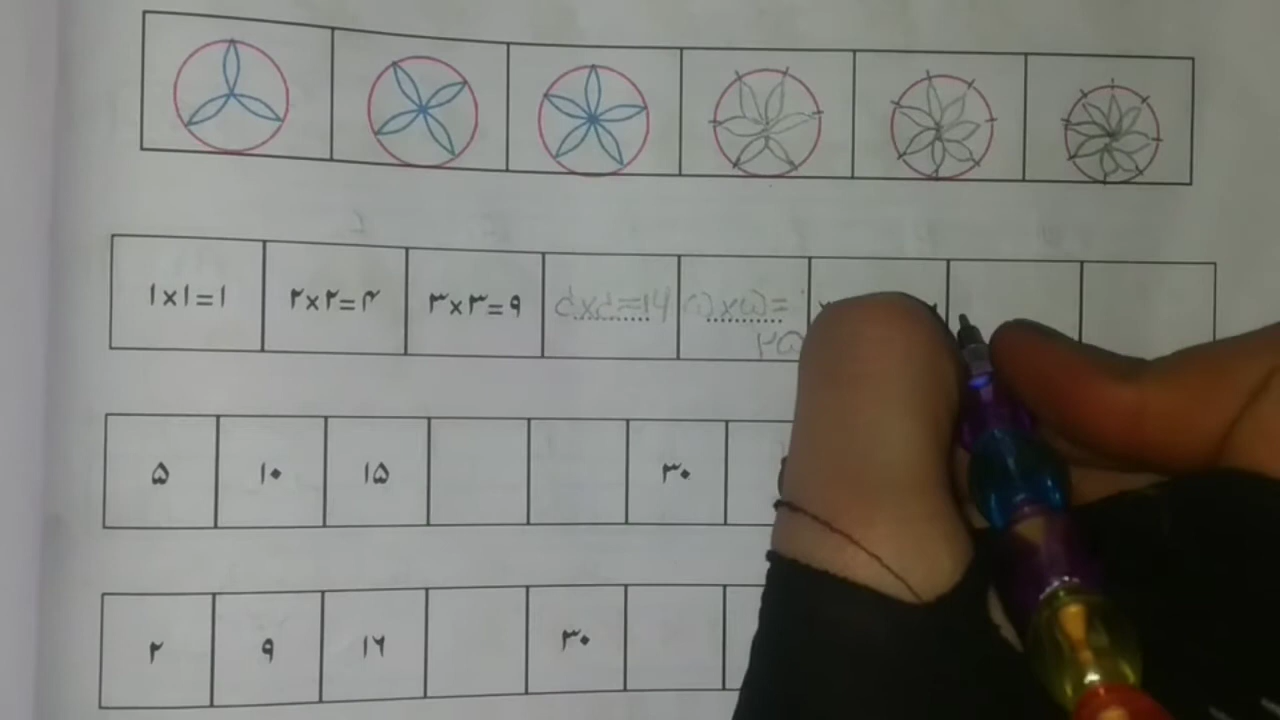 ۱×۱=۱ ۲×۲=۴ ۳×۳=۹ ۴×۴=۱۶ ۵×۵=
۲۵
۵ ۱۰ ۱۵ ۳۰
۲ ۹ ۱۶ ۳۰